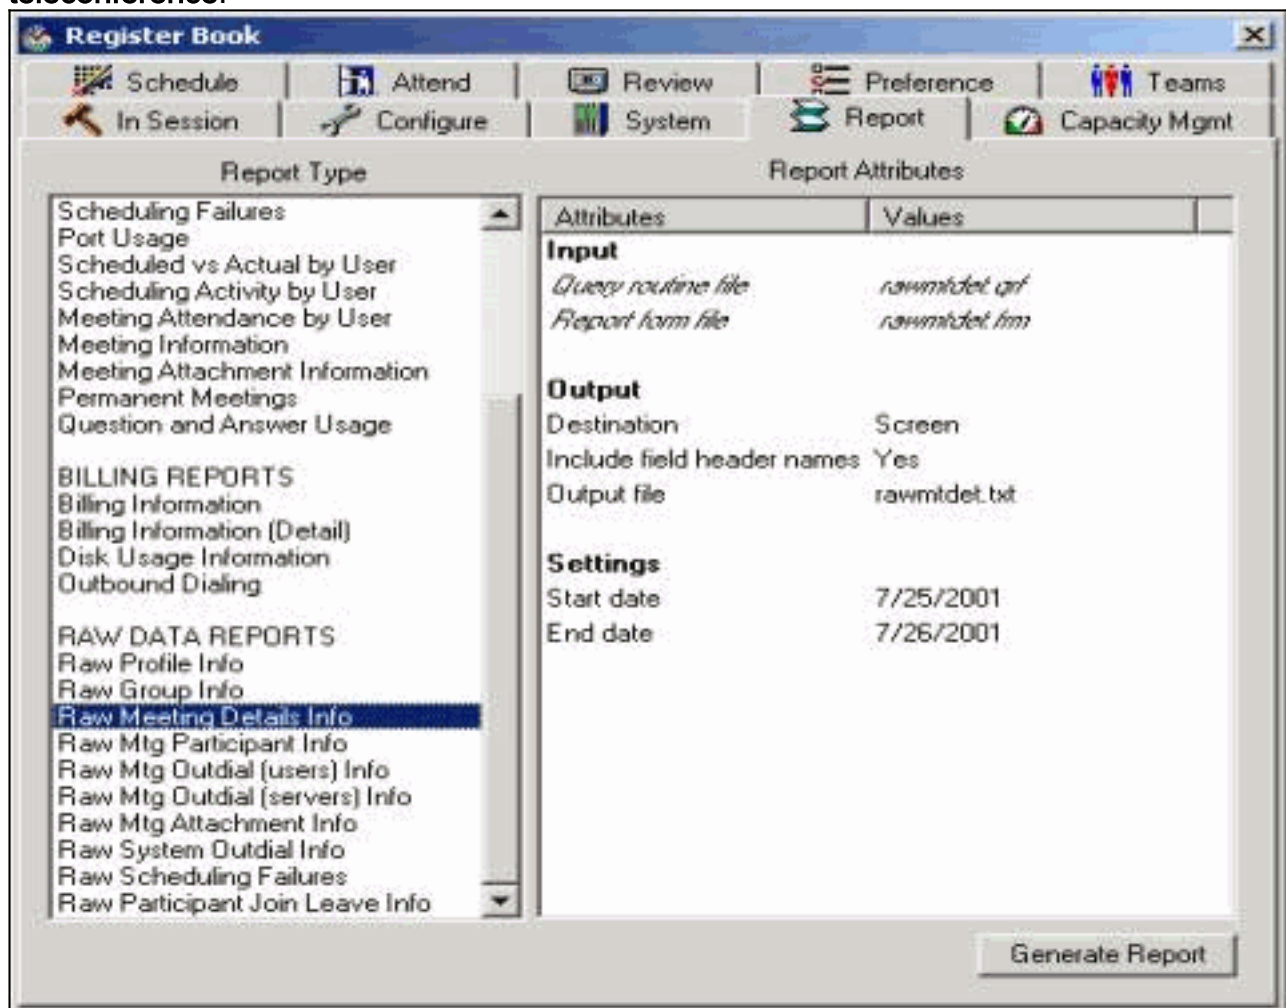 teleconference.
Register Book
Schedule Attend Review Preference Teams
In Session Configure System Report Capacity Mgmt
Report Type
Scheduling Failures
Port Usage
Scheduled vs Actual by User
Scheduling Activity by User
Meeting Attendance by User
Meeting Information
Meeting Attachment Information
Permanent Meetings
Question and Answer Usage
BILLING REPORTS
Billing Information
Billing Information (Detail)
Disk Usage Information
Outbound Dialing
RAW DATA REPORTS
Raw Profile Info
Raw Group Info
Raw Meeting Details Info
Raw Mtg Participant Info
Raw Mtg Outdial (users) Info
Raw Mtg Outdial (servers) Info
Raw Mtg Attachment Info
Raw System Outdial Info
Raw Scheduling Failures
Raw Participant Join Leave Info
Report Attributes
Attributes Values
Input
Query routine file rawmtdet.qrf
Report form file rawmtdet.frm
Output
Destination Screen
Include field header names Yes
Output file rawmtdet.txt
Settings
Start date 7/25/2001
End date 7/26/2001
Generate Report